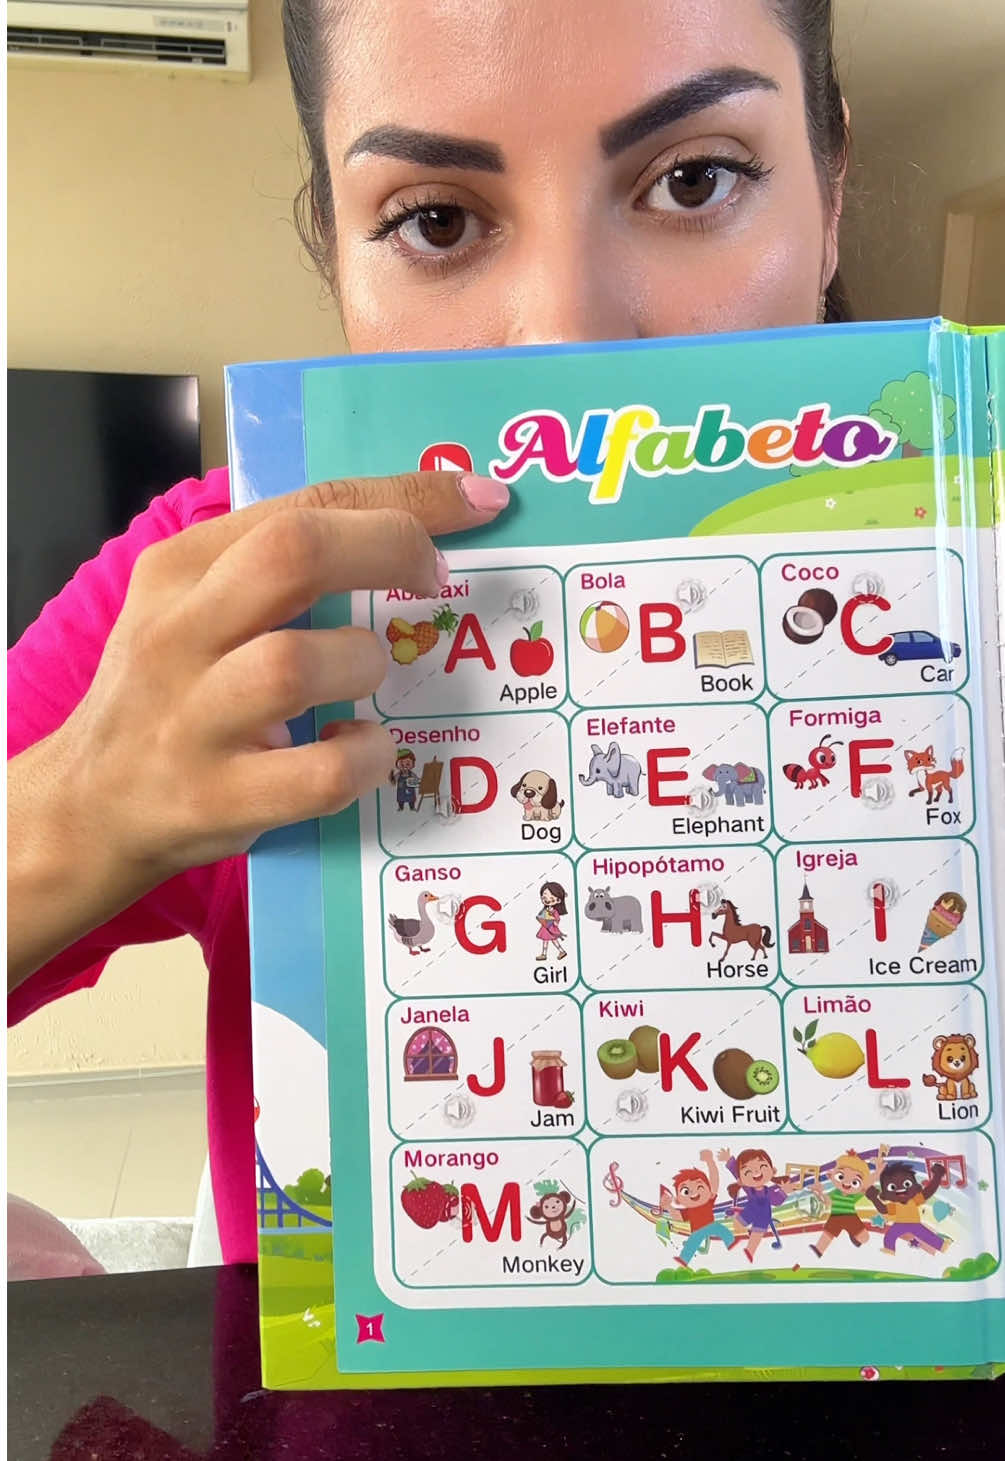 Alfabeto
Abacaxi
A
Apple
Bola
B
Book
Coco
C
Car
Desenho
D
Dog
Elefante
E
Elephant
Formiga
F
Fox
Ganso
G
Girl
Hipopótamo
H
Horse
Igreja
I
Ice Cream
Janela
J
Jam
Kiwi
K
Kiwi Fruit
Limão
L
Lion
Morango
M
Monkey
1